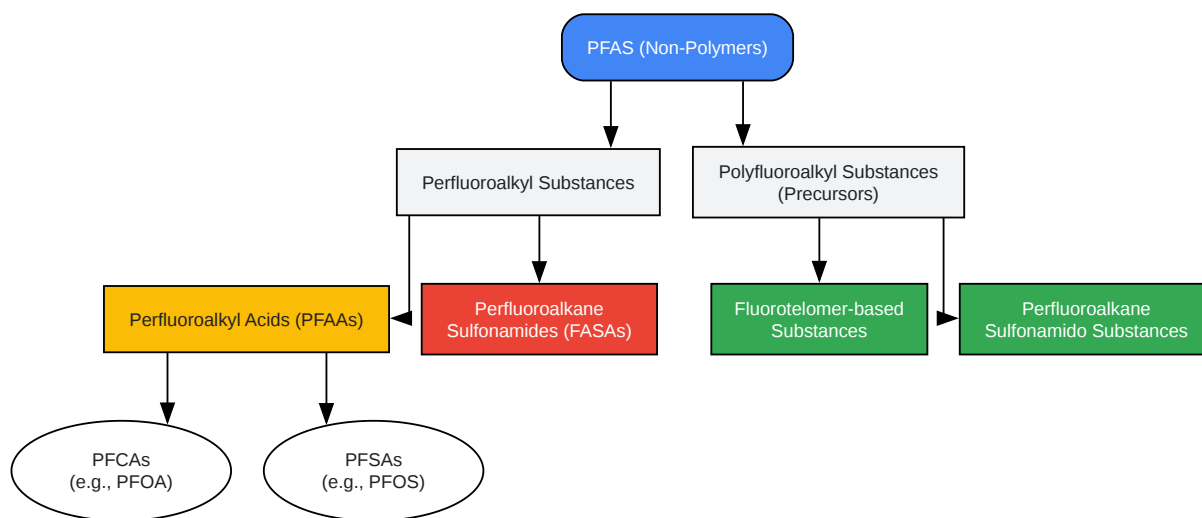 PFAS (Non-Polymers)
Perfluoroalkyl Substances
Polyfluoroalkyl Substances
(Precursors)
Perfluoroalkyl Acids (PFAAs)
Perfluoroalkane
Sulfonamides (FASAs)
Fluorotelomer-based
Substances
Perfluoroalkane
Sulfonamido Substances
PFCAs
(e.g., PFOA)
PFSAs
(e.g., PFOS)